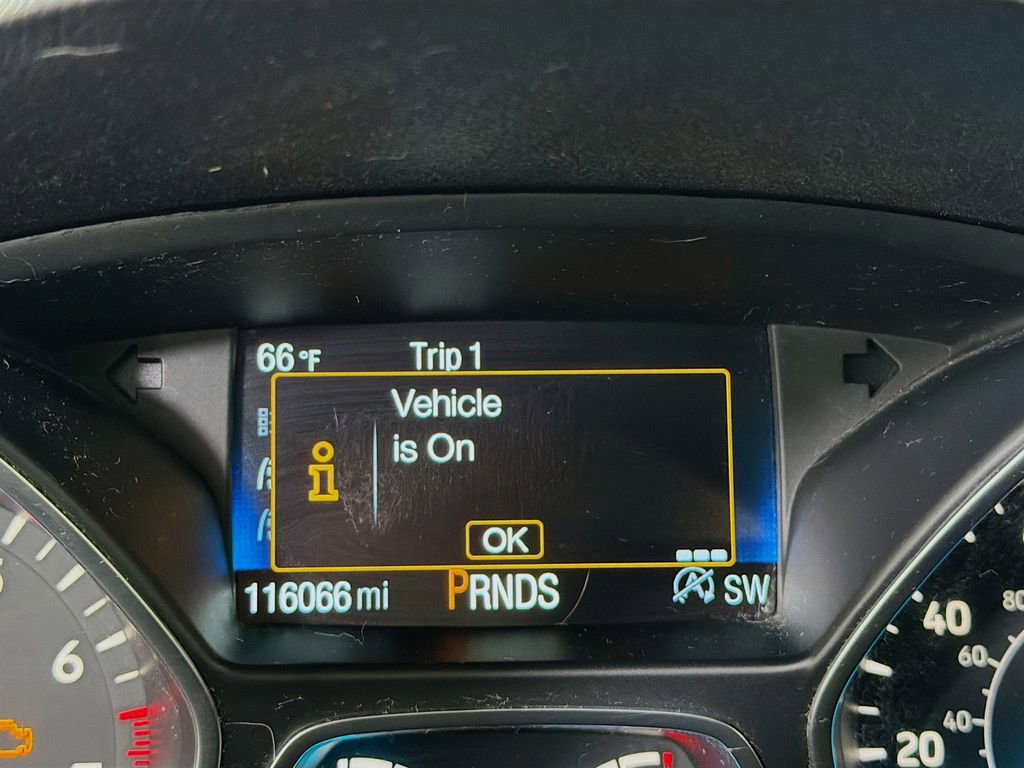 66°F Trip 1
Vehicle
is On
i
OK
116066 mi PRNDS SW
6
40
20
80
60
40